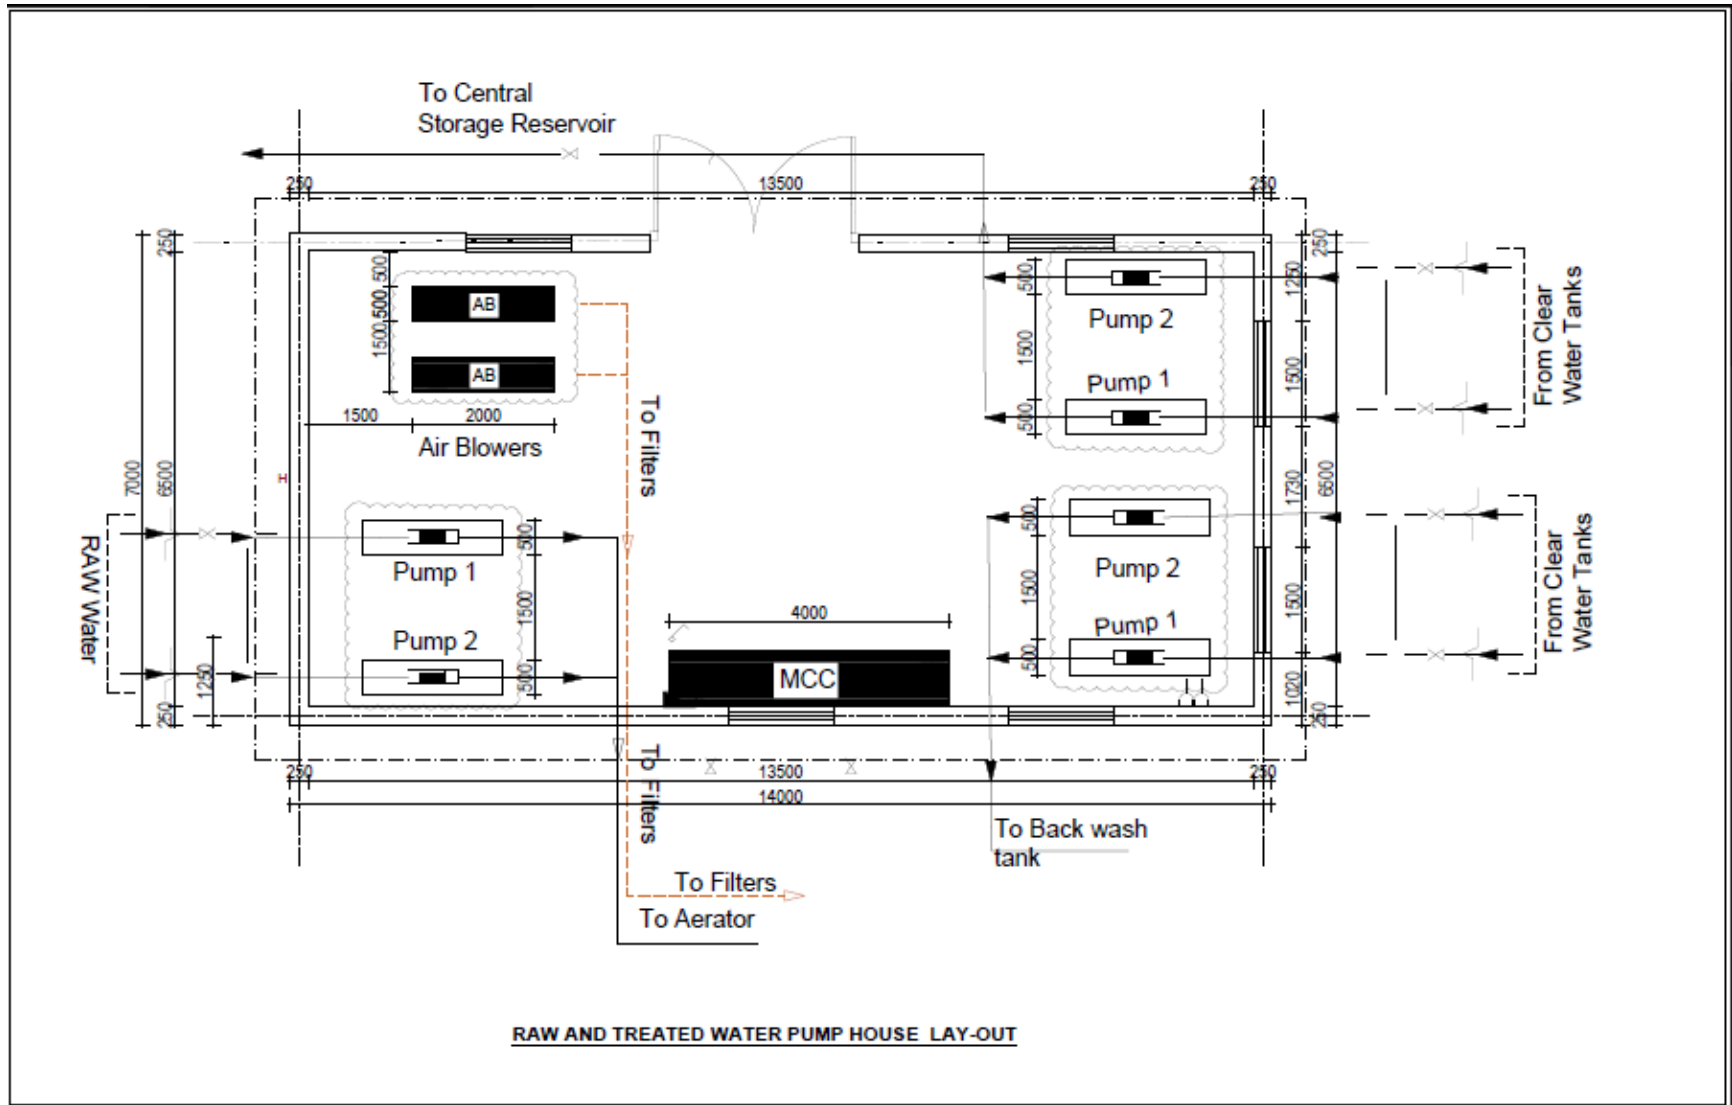 To Central
Storage Reservoir
250
13500
250
250
500
500
1500
AB
AB
1500
2000
Air Blowers
To Filters
7000
6500
H
RAW Water
1250
250
Pump 1
Pump 2
500
1500
500
4000
MCC
500
1500
500
Pump 2
Pump 1
500
1500
500
Pump 2
Pump 1
250
1250
1500
1730
6500
1500
1020
250
From Clear
Water Tanks
From Clear
Water Tanks
250
13500
250
14000
To Filters
To Back wash
tank
To Filters
To Aerator
RAW AND TREATED WATER PUMP HOUSE LAY-OUT